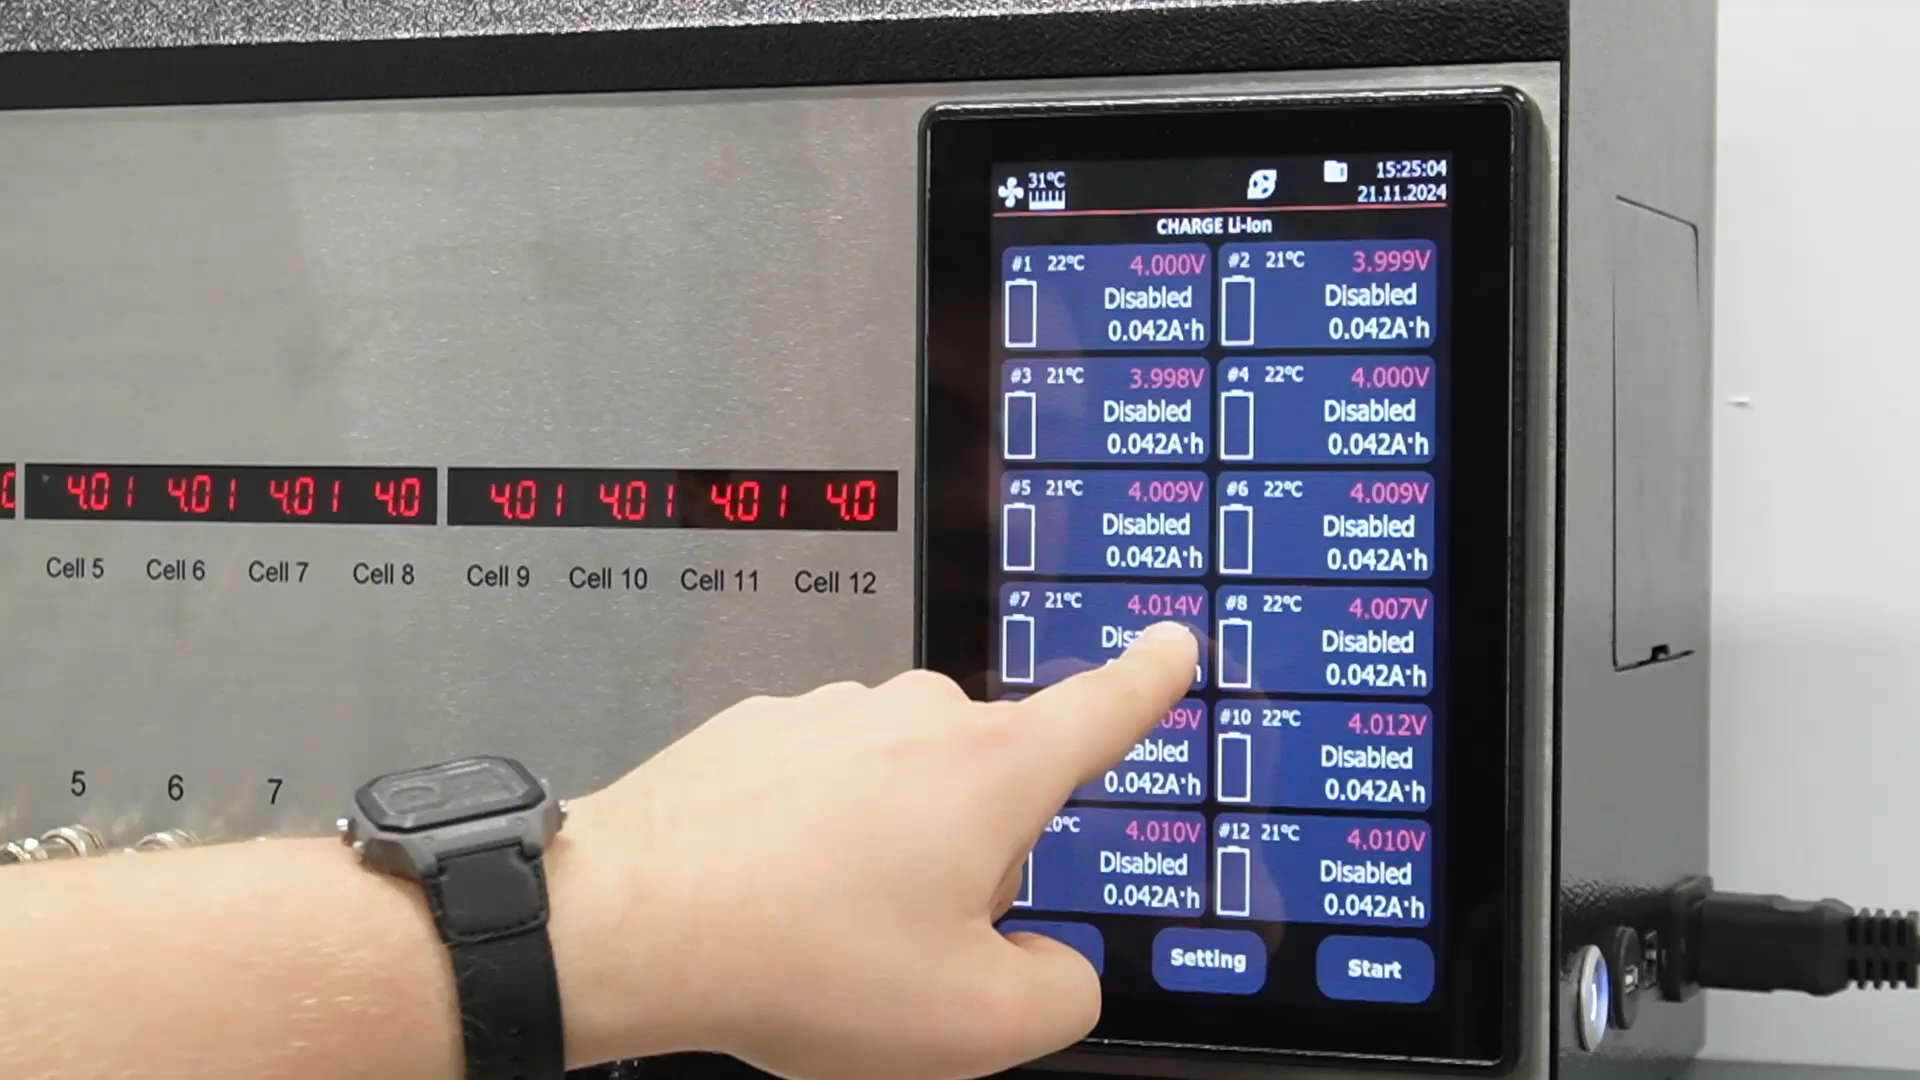 31°C
15:25:04
21.11.2024
CHARGE Li-Ion
#1 22°C 4.000V
Disabled
0.042A·h
#2 21°C 3.999V
Disabled
0.042A·h
#3 21°C 3.998V
Disabled
0.042A·h
#4 22°C 4.000V
Disabled
0.042A·h
#5 21°C 4.009V
Disabled
0.042A·h
#6 22°C 4.009V
Disabled
0.042A·h
#7 21°C 4.014V
#8 22°C 4.007V
Disabled
0.042A·h
09V
abled
0.042A·h
#10 22°C 4.012V
Disabled
0.042A·h
4.010V
Disabled
0.042A·h
#12 21°C 4.010V
Disabled
0.042A·h
Setting
Start
4.01 4.01 4.01 4.0
4.01 4.01 4.01 4.0
Cell 5 Cell 6 Cell 7 Cell 8 Cell 9 Cell 10 Cell 11 Cell 12
5 6 7